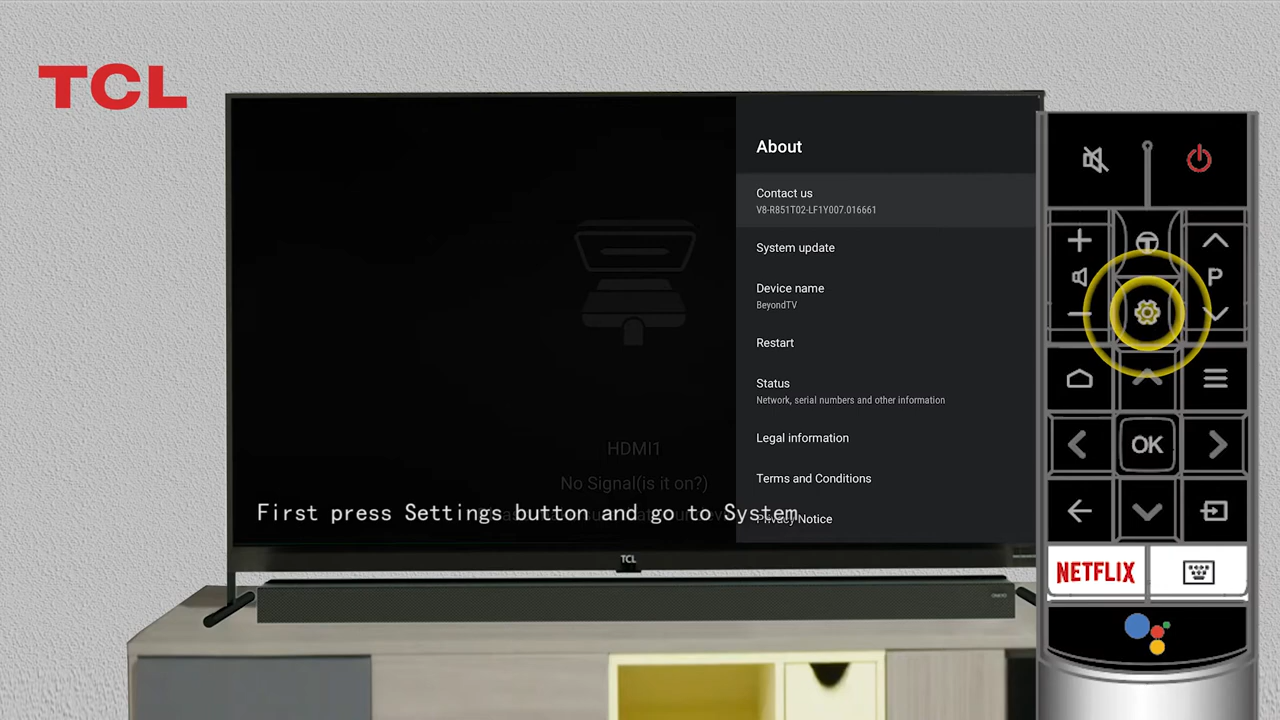 TCL
About
Contact us
V8-R851T02-LF1Y007.016661
System update
Device name
BeyondTV
Restart
Status
Network, serial numbers and other information
Legal information
Terms and Conditions
Privacy Notice
HDMI1
No Signal(is it on?)
First press Settings button and go to System
TCL
ONKYO
P
OK
NETFLIX